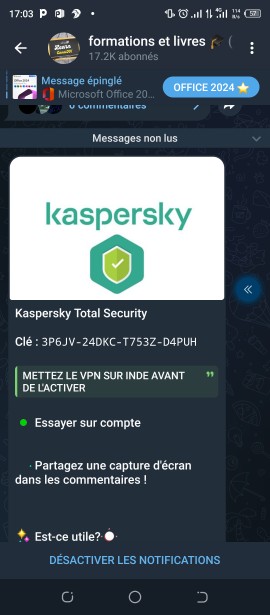 17:03
formations et livres 🎓 (
17.2K abonnés
Message épinglé
Microsoft Office 20...
OFFICE 2024 ⭐
6 commentaires
Messages non lus
kaspersky
Kaspersky Total Security
Clé : 3P6JV-24DKC-T753Z-D4PUH
METTEZ LE VPN SUR INDE AVANT
DE L'ACTIVER
Essayer sur compte
· Partagez une capture d'écran
dans les commentaires !
Est-ce utile?
DÉSACTIVER LES NOTIFICATIONS